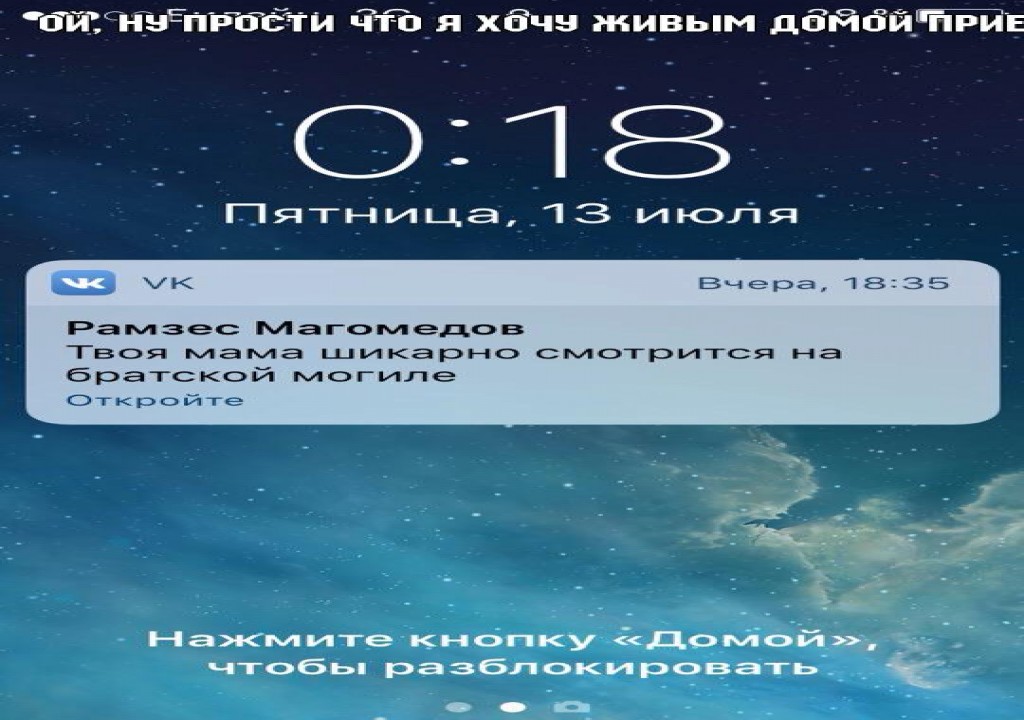 ОЙ, НУ ПРОСТИ ЧТО Я ХОЧУ ЖИВЫМ ДОМОЙ ПРИЕ
0:18
Пятница, 13 июля
VK Вчера, 18:35
Рамзес Магомедов
Твоя мама шикарно смотрится на
братской могиле
Откройте
Нажмите кнопку «Домой»,
чтобы разблокировать